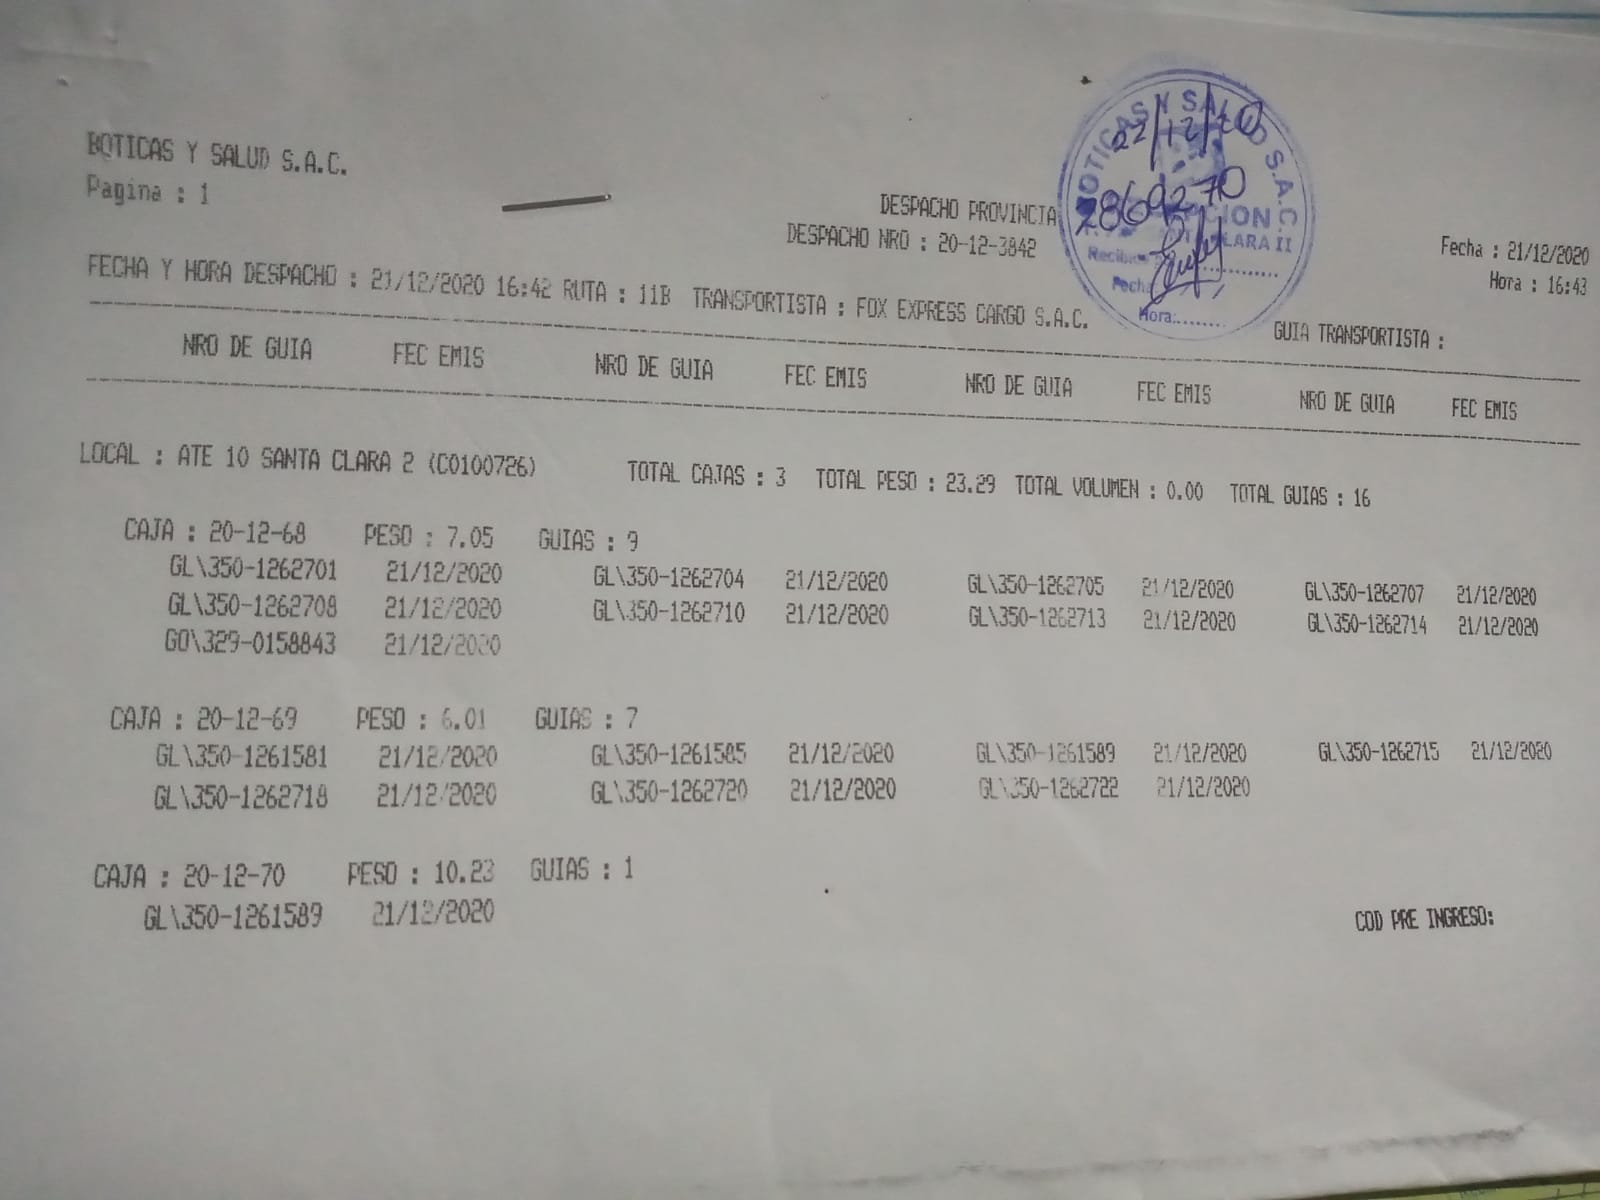 BOTICAS Y SALUD S.A.C.
Pagina : 1
DESPACHO PROVINCIA
DESPACHO NRO : 20-12-3842
Fecha : 21/12/2020
Hora : 16:43
BOTICAS Y SALUD S.A.C.
22/12/20
LARA II
Hora:........
FECHA Y HORA DESPACHO : 21/12/2020 16:42 RUTA : 11B TRANSPORTISTA : FOX EXPRESS CARGO S.A.C. GUIA TRANSPORTISTA :
NRO DE GUIA FEC EMIS NRO DE GUIA FEC EMIS NRO DE GUIA FEC EMIS NRO DE GUIA FEC EMIS
LOCAL : ATE 10 SANTA CLARA 2 (C0100726) TOTAL CAJAS : 3 TOTAL PESO : 23.29 TOTAL VOLUMEN : 0.00 TOTAL GUIAS : 16
CAJA : 20-12-68 PESO : 7.05 GUIAS : 9
GL\350-1262701 21/12/2020 GL\350-1262704 21/12/2020 GL\350-1262705 21/12/2020 GL\350-1262707 21/12/2020
GL\350-1262708 21/12/2020 GL\350-1262710 21/12/2020 GL\350-1262713 21/12/2020 GL\350-1262714 21/12/2020
GO\329-0158843 21/12/2020
CAJA : 20-12-69 PESO : 6.01 GUIAS : 7
GL\350-1261581 21/12/2020 GL\350-1261585 21/12/2020 GL\350-1261589 21/12/2020 GL\350-1262715 21/12/2020
GL\350-1262718 21/12/2020 GL\350-1262720 21/12/2020 GL\350-1262722 21/12/2020
CAJA : 20-12-70 PESO : 10.23 GUIAS : 1
GL\350-1261589 21/12/2020
COD PRE INGRESO: